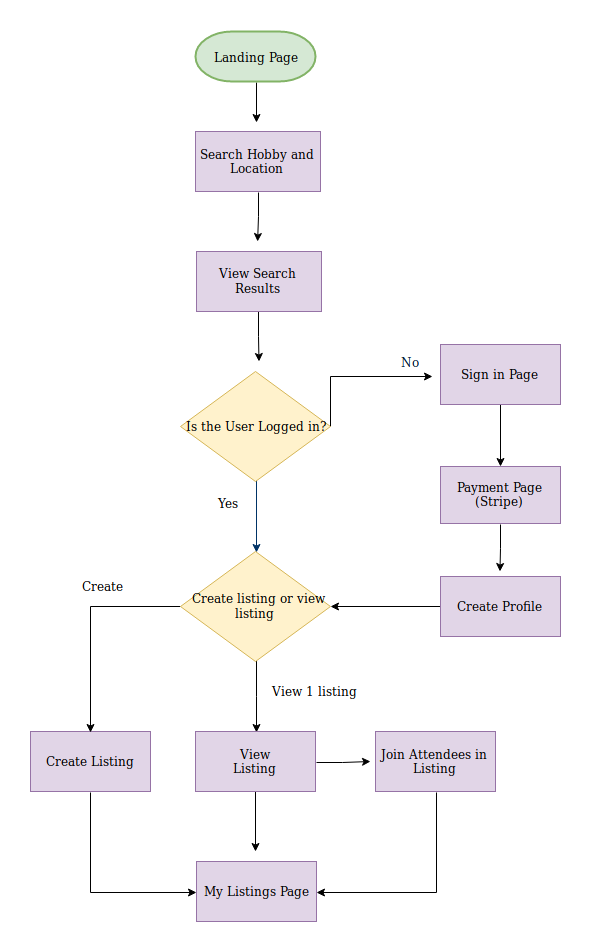 Landing Page
Search Hobby and
Location
View Search
Results
No
Sign in Page
Is the User Logged in?
Payment Page
(Stripe)
Yes
Create
Create listing or view
listing
Create Profile
View 1 listing
Create Listing
View
Listing
Join Attendees in
Listing
My Listings Page